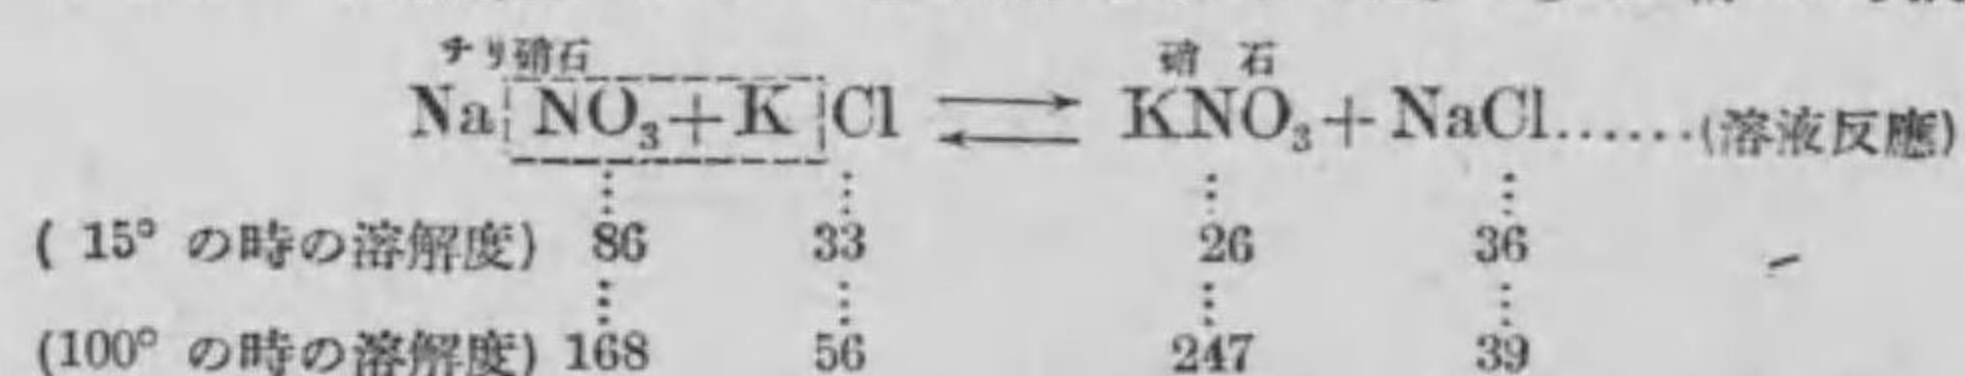 チリ硝石 硝石
NaNO₃+KCl ⇄ KNO₃+NaCl……(溶液反應)
(15° の時の溶解度) 86 33 26 36
(100° の時の溶解度) 168 56 247 39